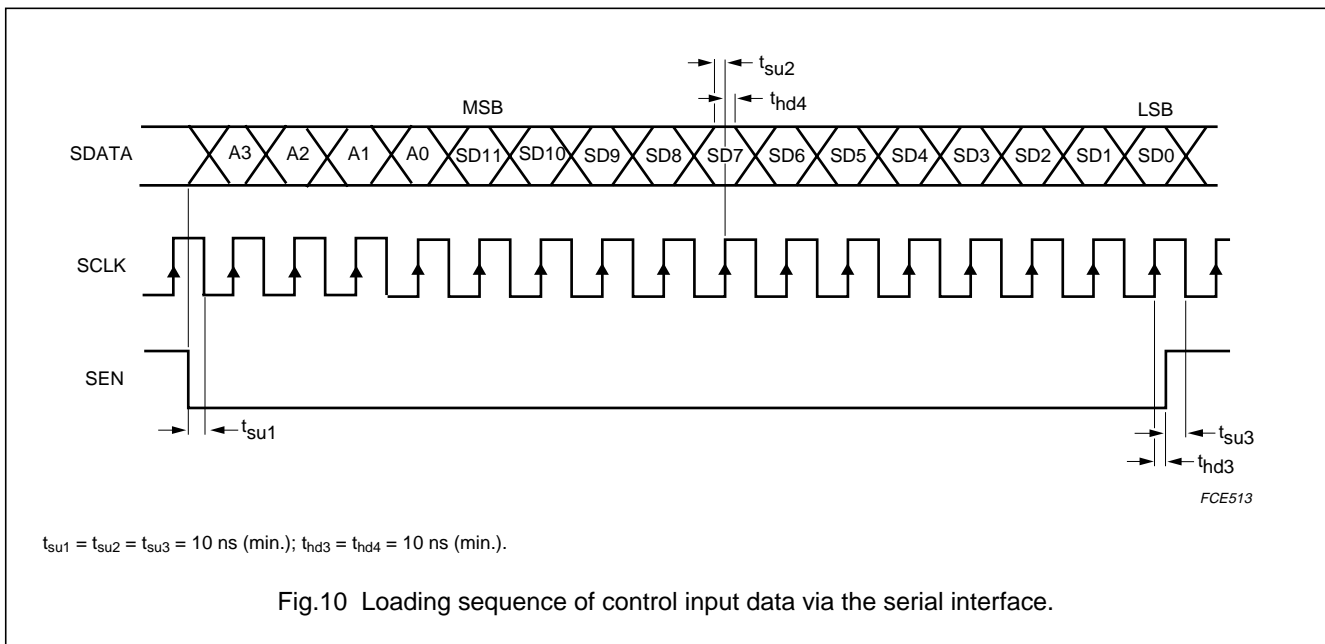 t_su2
t_hd4
MSB
LSB
SDATA
A3 A2 A1 A0 SD11 SD10 SD9 SD8 SD7 SD6 SD5 SD4 SD3 SD2 SD1 SD0
SCLK
SEN
t_su1
t_su3
t_hd3
FCE513
t_su1 = t_su2 = t_su3 = 10 ns (min.); t_hd3 = t_hd4 = 10 ns (min.).
Fig.10 Loading sequence of control input data via the serial interface.